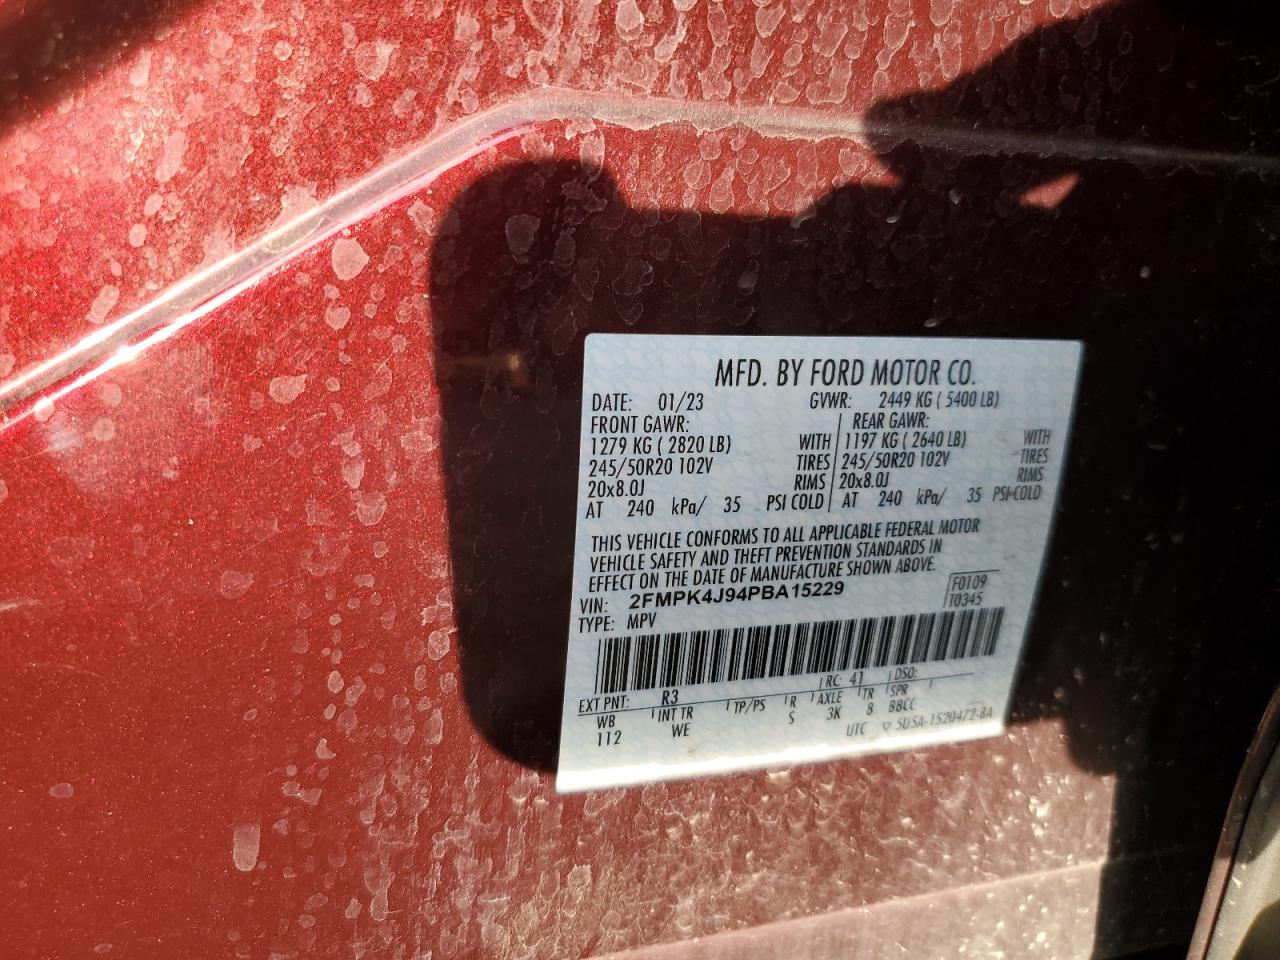 MFD. BY FORD MOTOR CO.
DATE: 01/23 GVWR: 2449 KG ( 5400 LB)
FRONT GAWR: REAR GAWR:
1279 KG ( 2820 LB) WITH 1197 KG ( 2640 LB) WITH
245/50R20 102V TIRES 245/50R20 102V TIRES
20x8.0J RIMS 20x8.0J RIMS
AT 240 kPa/ 35 PSI COLD AT 240 kPa/ 35 PSI COLD
THIS VEHICLE CONFORMS TO ALL APPLICABLE FEDERAL MOTOR
VEHICLE SAFETY AND THEFT PREVENTION STANDARDS IN
EFFECT ON THE DATE OF MANUFACTURE SHOWN ABOVE.
VIN: 2FMPK4J94PBA15229 F0109
TYPE: MPV T0345
EXT PNT: R3 RC: 41 DSO:
WB INT TR TP/PS R AXLE TR SPR
112 WE S 3K 8 BBCC
UTC ▽ 5U5A-1520472-BA